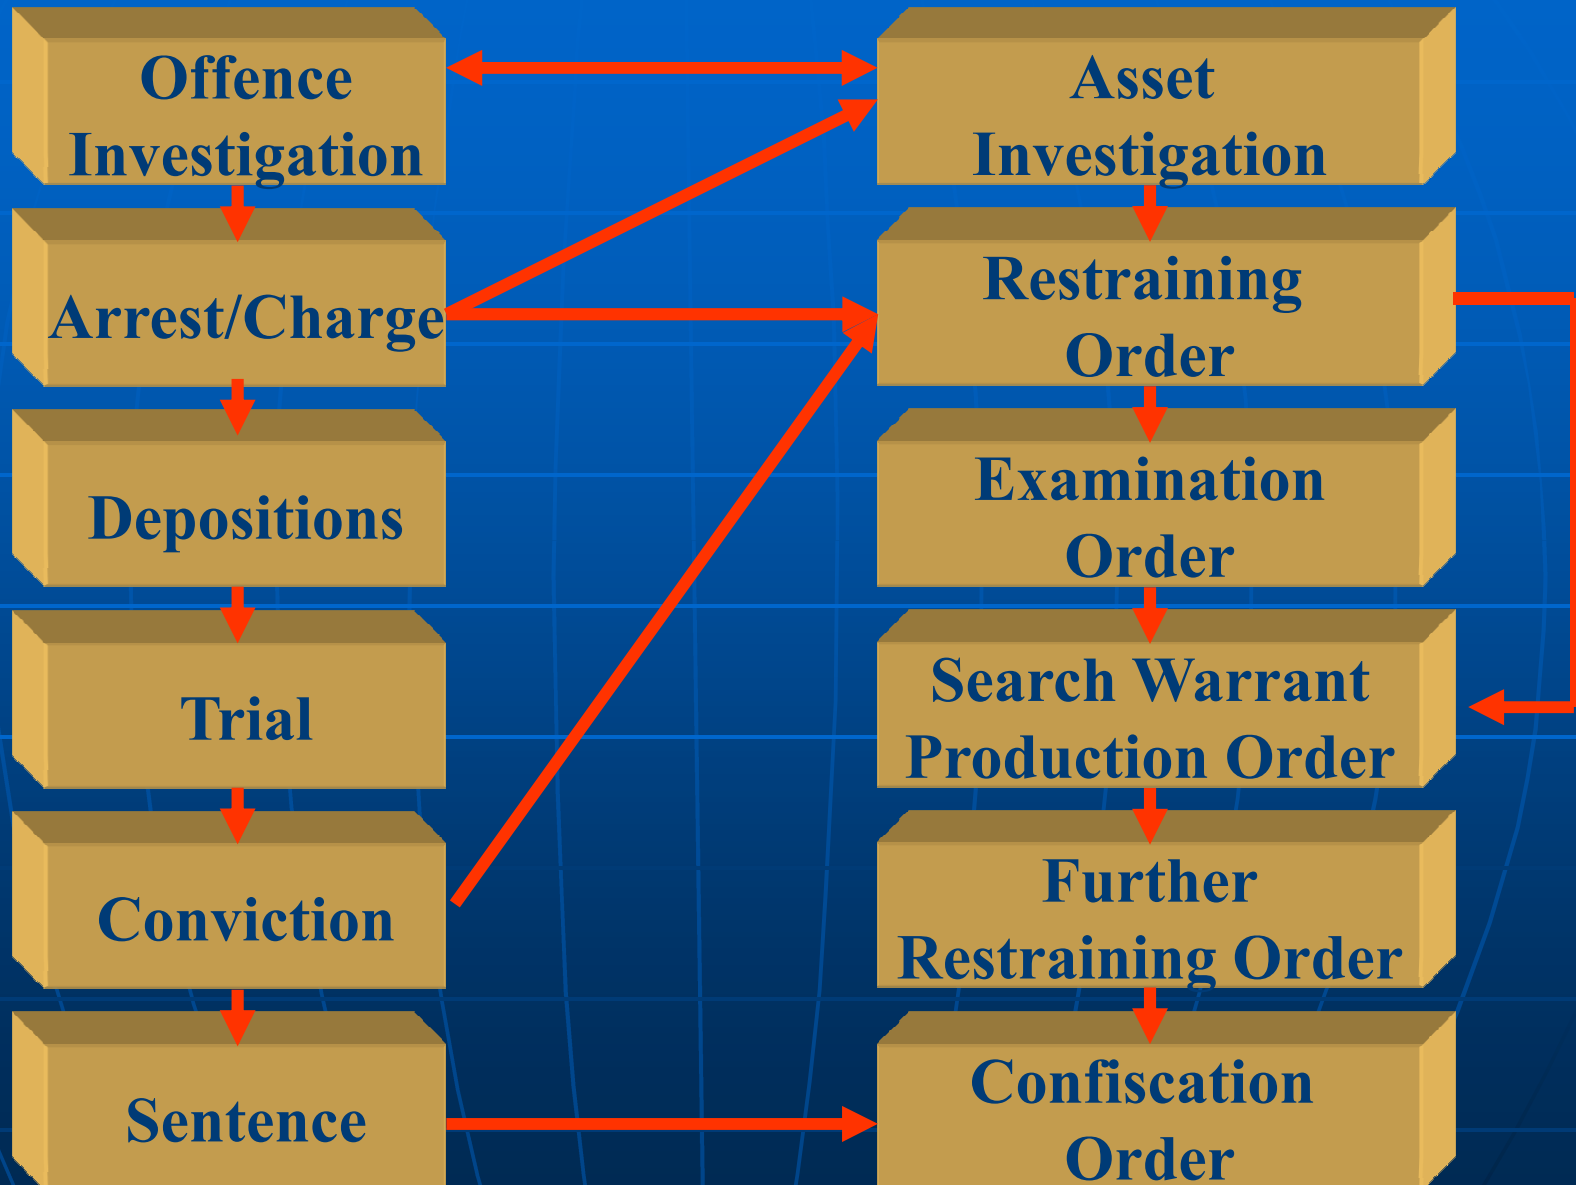 Offence
Investigation
Arrest/Charge
Depositions
Trial
Conviction
Sentence
Asset
Investigation
Restraining
Order
Examination
Order
Search Warrant
Production Order
Further
Restraining Order
Confiscation
Order